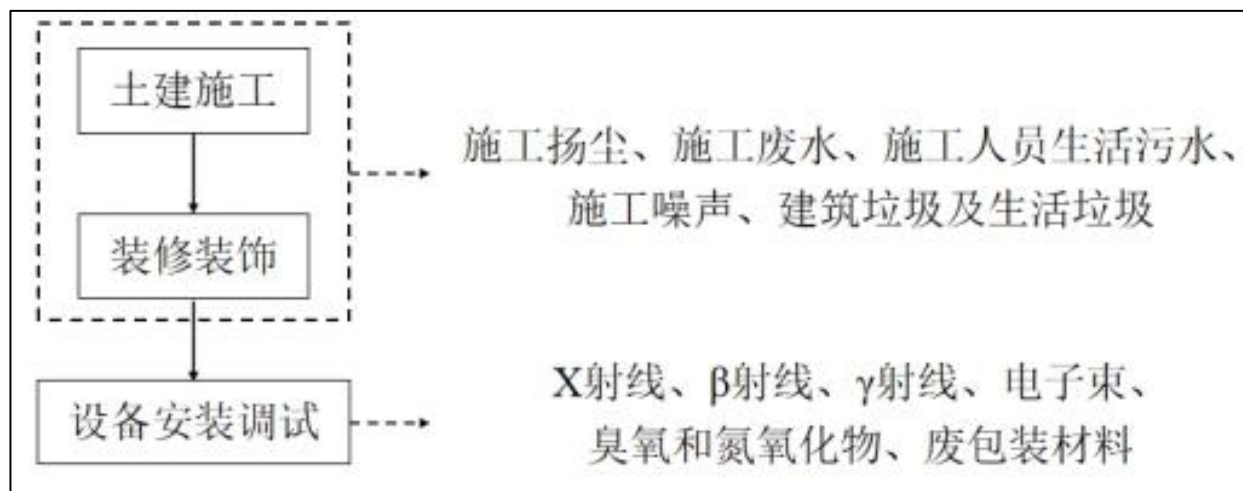 土建施工
施工扬尘、施工废水、施工人员生活污水、
施工噪声、建筑垃圾及生活垃圾
装修装饰
X射线、β射线、γ射线、电子束、
设备安装调试
臭氧和氮氧化物、废包装材料